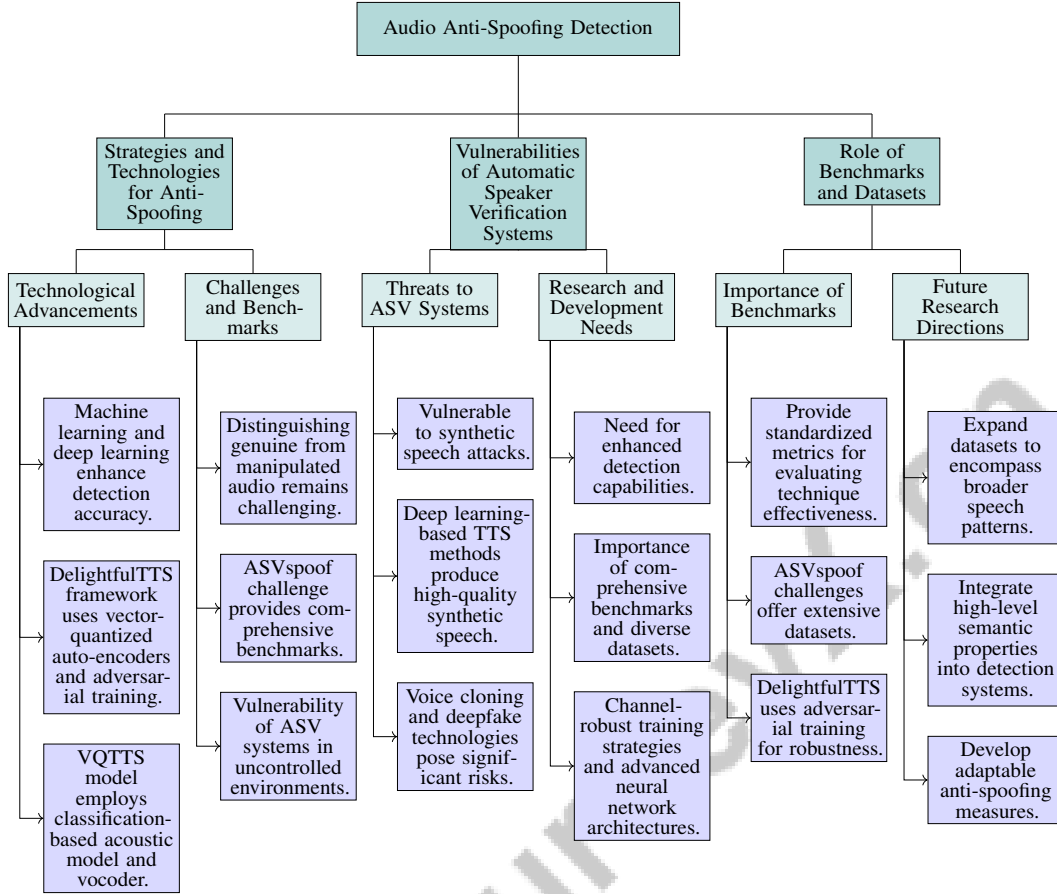 Audio Anti-Spoofing Detection
Strategies and
Technologies
for Anti-
Spoofing
Vulnerabilities
of Automatic
Speaker
Verification
Systems
Role of
Benchmarks
and Datasets
Technological
Advancements
Challenges
and Bench-
marks
Threats to
ASV Systems
Research and
Development
Needs
Importance of
Benchmarks
Future
Research
Directions
Machine
learning and
deep learning
enhance
detection
accuracy.
DelightfulTTS
framework
uses vector-
quantized
auto-encoders
and adversar-
ial training.
VQTTS
model
employs
classification-
based acoustic
model and
vocoder.
Distinguishing
genuine from
manipulated
audio remains
challenging.
ASVspoof
challenge
provides com-
prehensive
benchmarks.
Vulnerability
of ASV
systems in
uncontrolled
environments.
Vulnerable
to synthetic
speech attacks.
Deep learning-
based TTS
methods
produce
high-quality
synthetic
speech.
Voice cloning
and deepfake
technologies
pose signif-
icant risks.
Need for
enhanced
detection
capabilities.
Importance
of com-
prehensive
benchmarks
and diverse
datasets.
Channel-
robust training
strategies
and advanced
neural
network
architectures.
Provide
standardized
metrics for
evaluating
technique
effectiveness.
ASVspoof
challenges
offer extensive
datasets.
DelightfulTTS
uses adversar-
ial training
for robustness.
Expand
datasets to
encompass
broader
speech
patterns.
Integrate
high-level
semantic
properties
into detection
systems.
Develop
adaptable
anti-spoofing
measures.